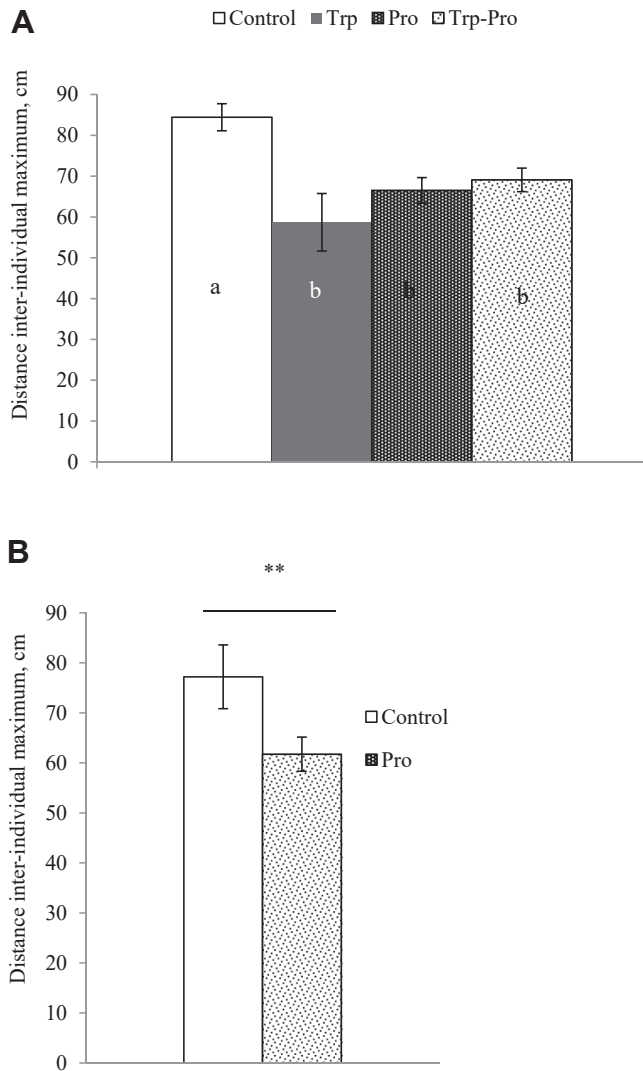 A
Control Trp Pro Trp-Pro
Distance inter-individual maximum, cm
90
80
70
60
50
40
30
20
10
0
a
b
b
b
B
**
Distance inter-individual maximum, cm
90
80
70
60
50
40
30
20
10
0
Control
Pro